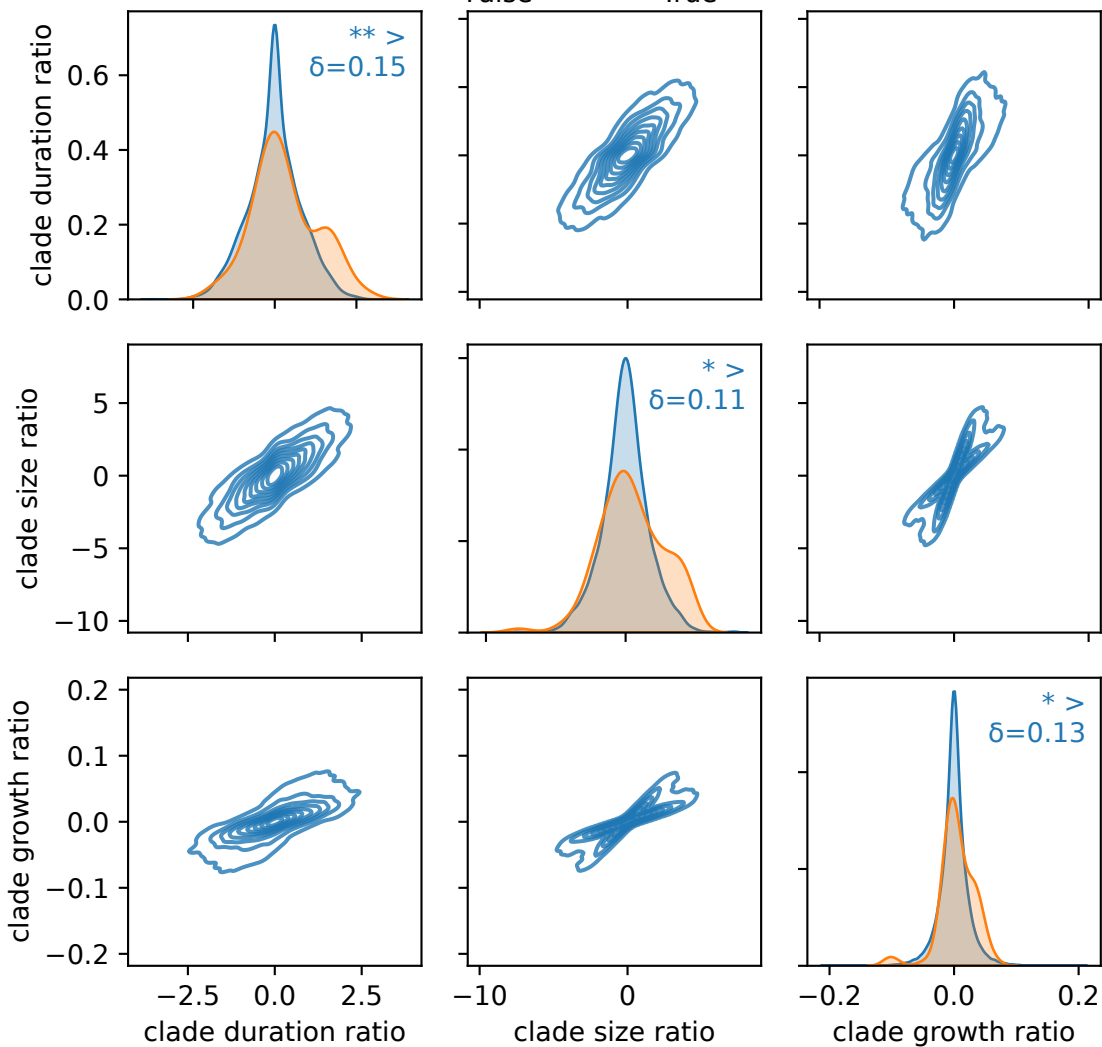 False True
clade duration ratio
0.6
0.4
0.2
0.0
** >
δ=0.15
clade size ratio
5
0
−5
−10
* >
δ=0.11
clade growth ratio
0.2
0.1
0.0
−0.1
−0.2
* >
δ=0.13
−2.5 0.0 2.5
−10 0
−0.2 0.0 0.2
clade duration ratio
clade size ratio
clade growth ratio